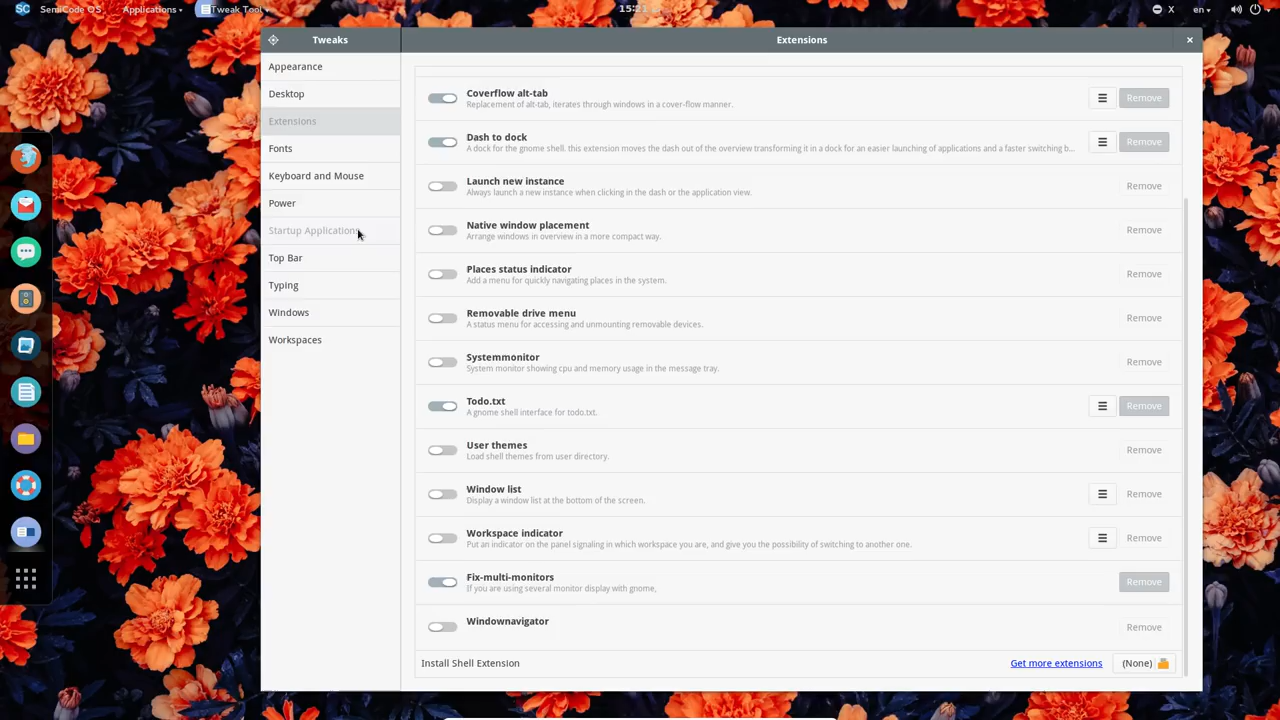 SemiCode OS
Applications
Tweak Tool
15:21
X
en
Tweaks
Extensions
Appearance
Desktop
Extensions
Fonts
Keyboard and Mouse
Power
Startup Applications
Top Bar
Typing
Windows
Workspaces
Coverflow alt-tab
Replacement of alt-tab, iterates through windows in a cover-flow manner.
Remove
Dash to dock
A dock for the gnome shell. this extension moves the dash out of the overview transforming it in a dock for an easier launching of applications and a faster switching b...
Remove
Launch new instance
Always launch a new instance when clicking in the dash or the application view.
Remove
Native window placement
Arrange windows in overview in a more compact way.
Remove
Places status indicator
Add a menu for quickly navigating places in the system.
Remove
Removable drive menu
A status menu for accessing and unmounting removable devices.
Remove
Systemmonitor
System monitor showing cpu and memory usage in the message tray.
Remove
Todo.txt
A gnome shell interface for todo.txt.
Remove
User themes
Load shell themes from user directory.
Remove
Window list
Display a window list at the bottom of the screen.
Remove
Workspace indicator
Put an indicator on the panel signaling in which workspace you are, and give you the possibility of switching to another one.
Remove
Fix-multi-monitors
If you are using several monitor display with gnome,
Remove
Windownavigator
Remove
Install Shell Extension
Get more extensions
(None)